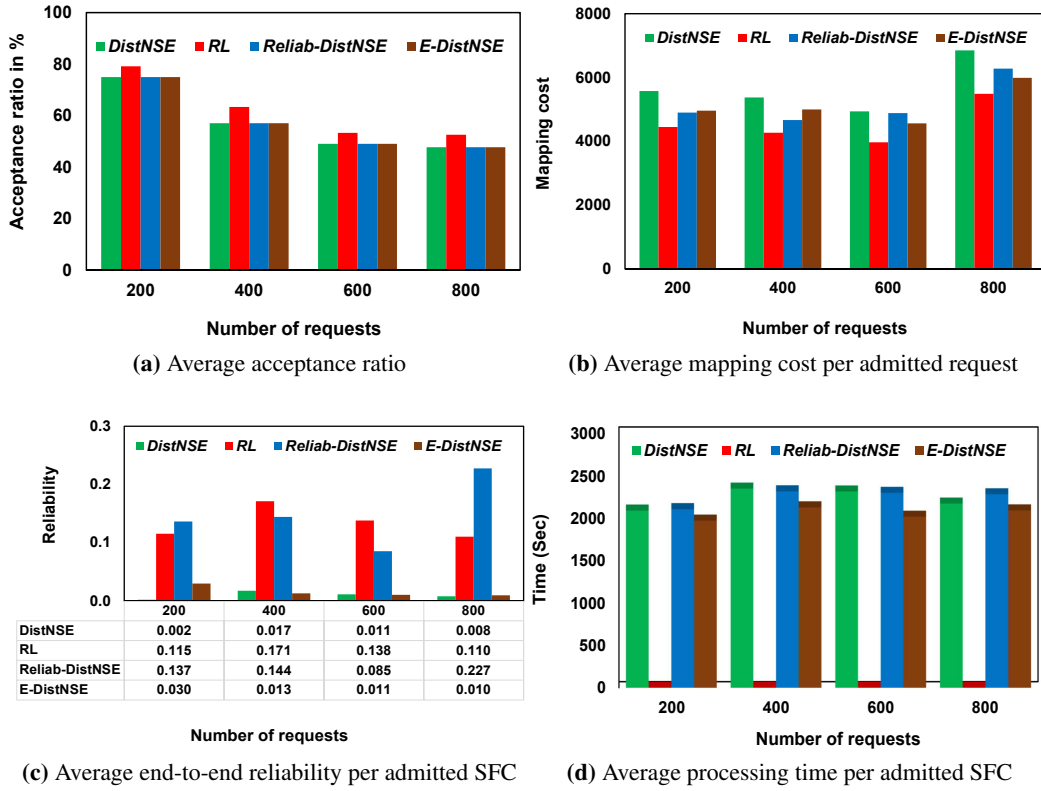 100
80
60
40
20
0
Acceptance ratio in %
DistNSE RL Reliab-DistNSE E-DistNSE
200 400 600 800
Number of requests
(a) Average acceptance ratio
8000
6000
4000
2000
0
Mapping cost
DistNSE RL Reliab-DistNSE E-DistNSE
200 400 600 800
Number of requests
(b) Average mapping cost per admitted request
0.3
0.2
0.1
0.0
Reliability
DistNSE RL Reliab-DistNSE E-DistNSE
200 400 600 800
DistNSE 0.002 0.017 0.011 0.008
RL 0.115 0.171 0.138 0.110
Reliab-DistNSE 0.137 0.144 0.085 0.227
E-DistNSE 0.030 0.013 0.011 0.010
Number of requests
(c) Average end-to-end reliability per admitted SFC
3000
2500
2000
1500
1000
500
0
Time (Sec)
DistNSE RL Reliab-DistNSE E-DistNSE
200 400 600 800
Number of requests
(d) Average processing time per admitted SFC